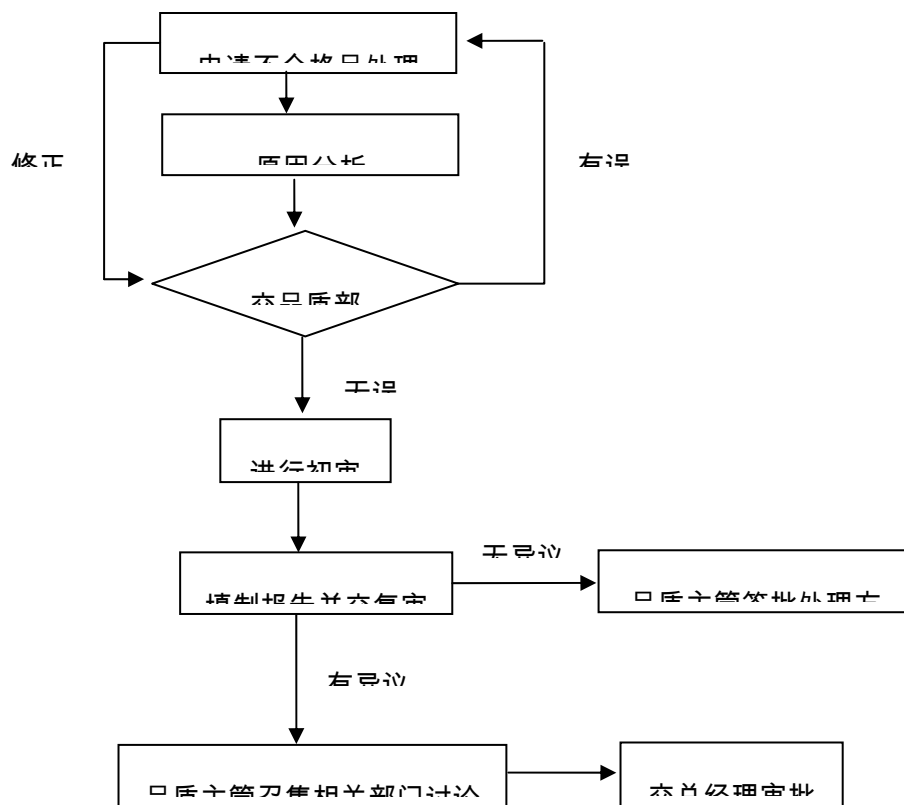 申请不合格品处理
原因分析
修正
有误
交品质部
无误
进行初审
无异议
填制报告并交复审
品质主管签批处理方
有异议
品质主管召集相关部门讨论
交总经理审批